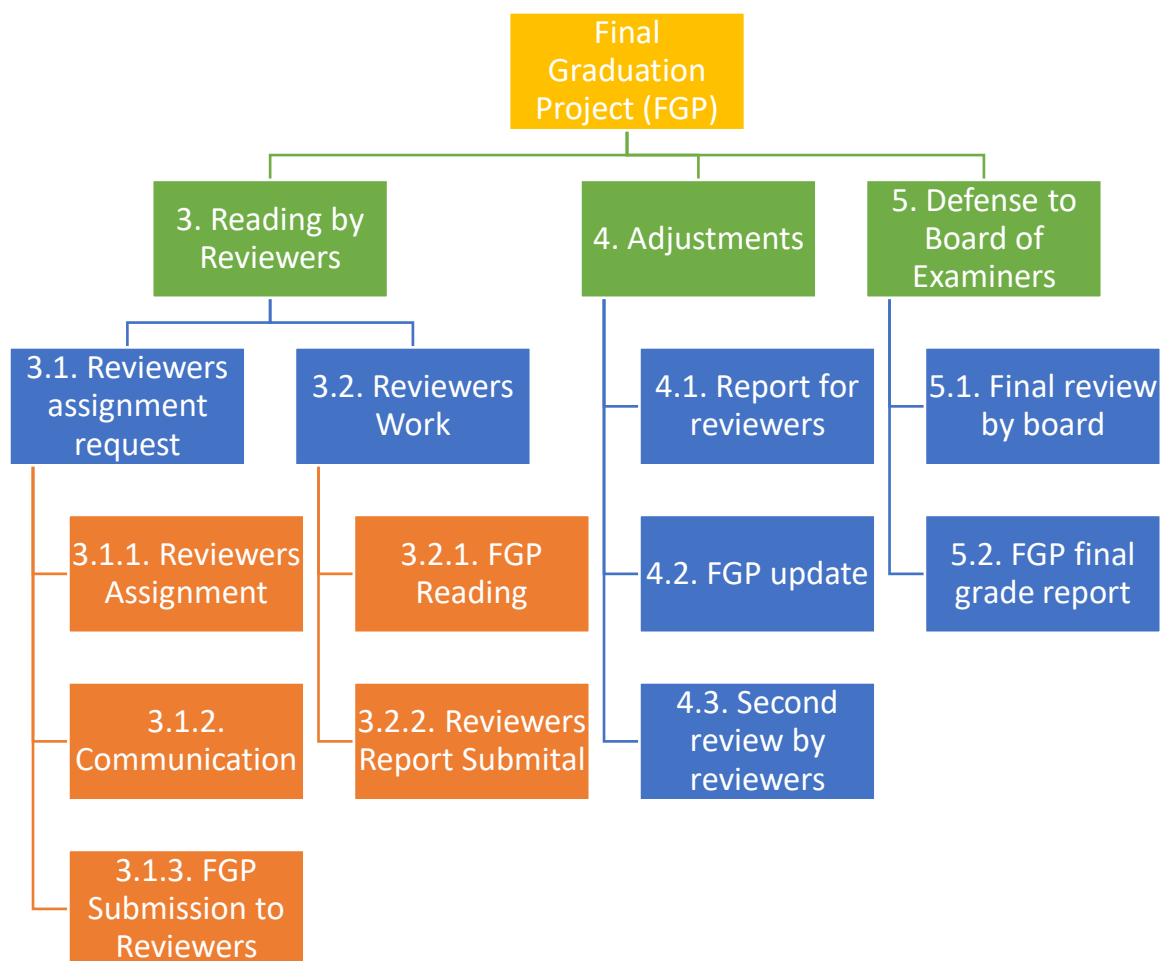 Final
Graduation
Project (FGP)
3. Reading by
Reviewers
4. Adjustments
5. Defense to
Board of
Examiners
3.1. Reviewers
assignment
request
3.2. Reviewers
Work
4.1. Report for
reviewers
5.1. Final review
by board
3.1.1. Reviewers
Assignment
3.2.1. FGP
Reading
4.2. FGP update
5.2. FGP final
grade report
3.1.2.
Communication
3.2.2. Reviewers
Report Submital
4.3. Second
review by
reviewers
3.1.3. FGP
Submission to
Reviewers